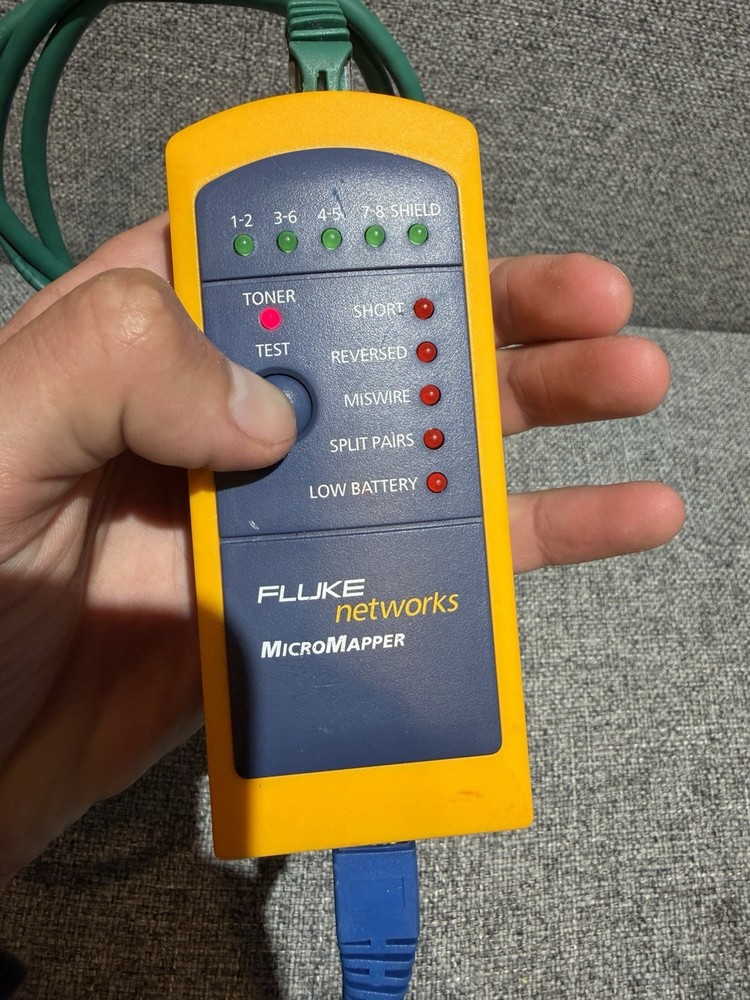 1-2 3-6 4-5 7-8 SHIELD
TONER
SHORT
TEST
REVERSED
MiSWIRE
SPLIT PAIRS
LOW BATTERY
FLUKE
networks
MICROMAPPER